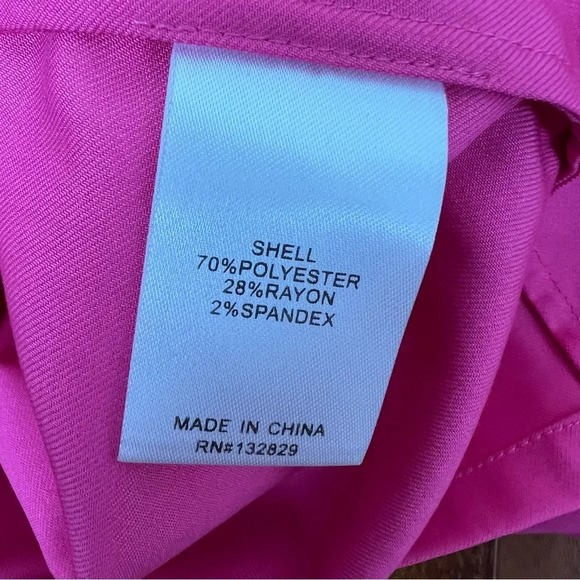 SHELL
70%POLYESTER
28%RAYON
2%SPANDEX
MADE IN CHINA
RN#132829